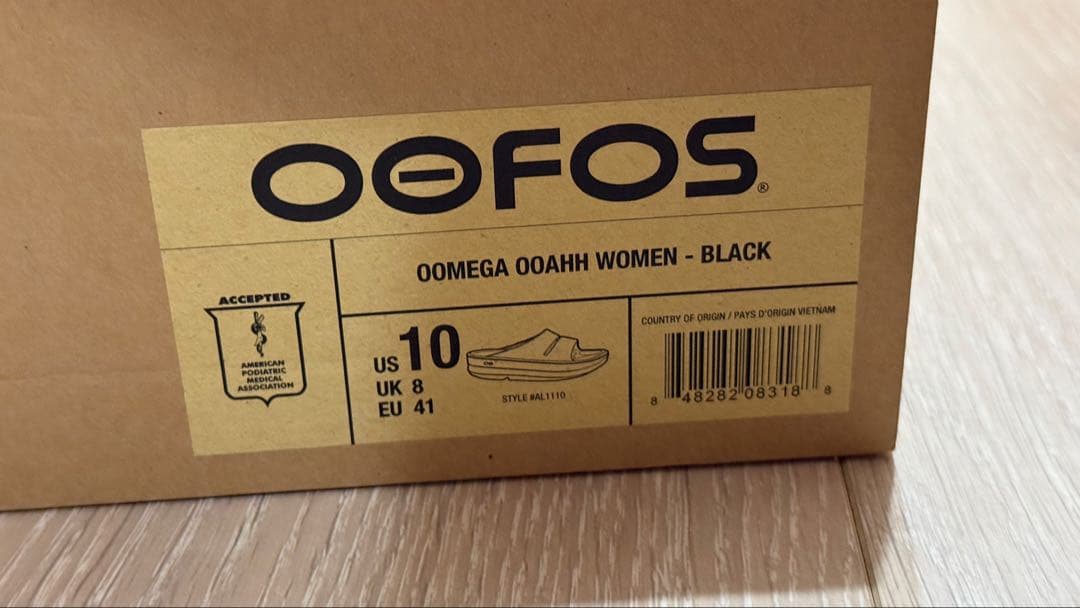 OOFOS®
OOMEGA OOAHH WOMEN - BLACK
ACCEPTED
AMERICAN
PODIATRIC
MEDICAL
ASSOCIATION
US 10
UK 8
EU 41
STYLE #AL1110
COUNTRY OF ORIGIN / PAYS D'ORIGIN VIETNAM
8 48282 08318 8